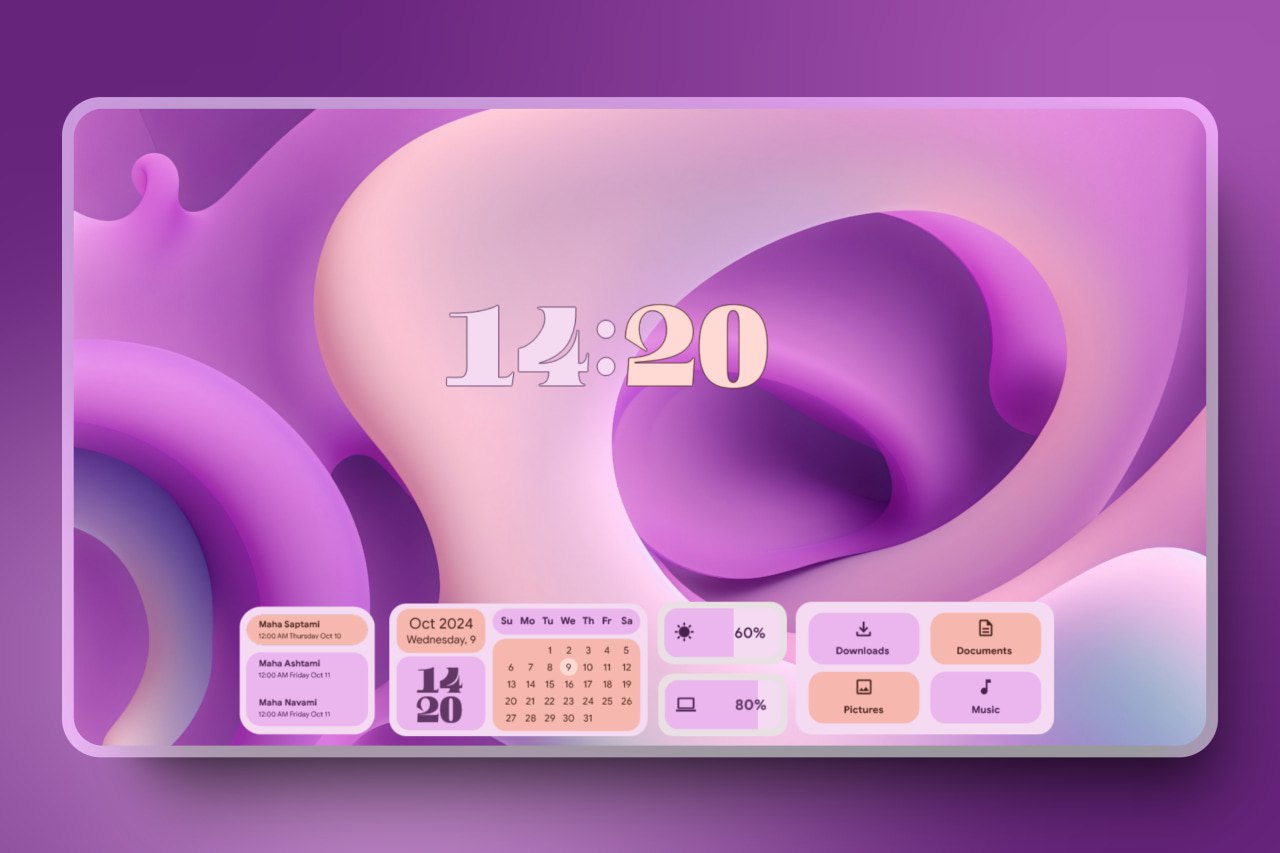 14:20
Maha Saptami
12:00 AM Thursday Oct 10
Maha Ashtami
12:00 AM Friday Oct 11
Maha Navami
12:00 AM Friday Oct 11
Oct 2024
Wednesday, 9
14
20
Su Mo Tu We Th Fr Sa
1 2 3 4 5
6 7 8 9 10 11 12
13 14 15 16 17 18 19
20 21 22 23 24 25 26
27 28 29 30 31
60%
80%
Downloads
Documents
Pictures
Music